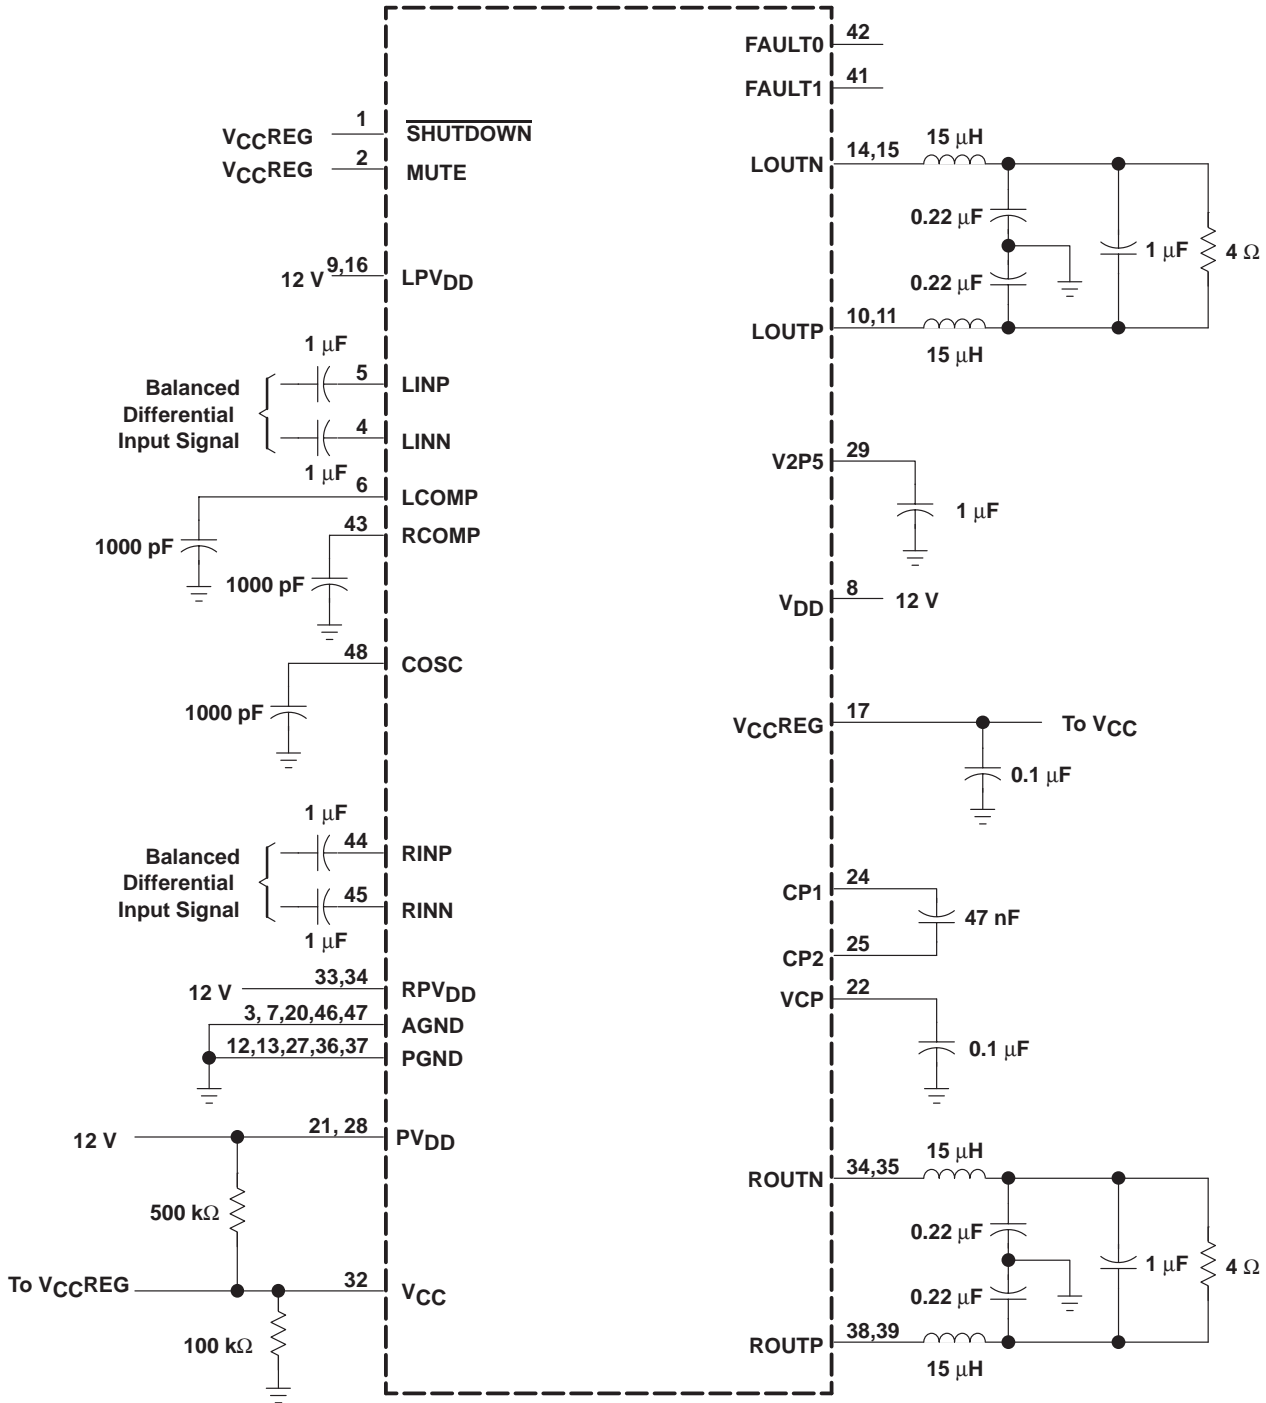 FAULT0
42
FAULT1
41
VCCREG
1
SHUTDOWN
VCCREG
2
MUTE
LOUTN
14,15
15 μH
0.22 μF
0.22 μF
1 μF
4 Ω
LOUTP
10,11
15 μH
12 V
9,16
LPVDD
1 μF
5
LINP
Balanced
Differential
Input Signal
4
LINN
1 μF
6
LCOMP
1000 pF
43
RCOMP
1000 pF
V2P5
29
1 μF
VDD
8
12 V
48
COSC
1000 pF
VCCREG
17
To VCC
0.1 μF
1 μF
44
RINP
Balanced
Differential
Input Signal
45
RINN
1 μF
CP1
24
47 nF
CP2
25
VCP
22
0.1 μF
12 V
33,34
RPVDD
3, 7,20,46,47
AGND
12,13,27,36,37
PGND
12 V
21, 28
PVDD
500 kΩ
To VCCREG
32
VCC
100 kΩ
ROUTN
34,35
15 μH
0.22 μF
0.22 μF
1 μF
4 Ω
ROUTP
38,39
15 μH